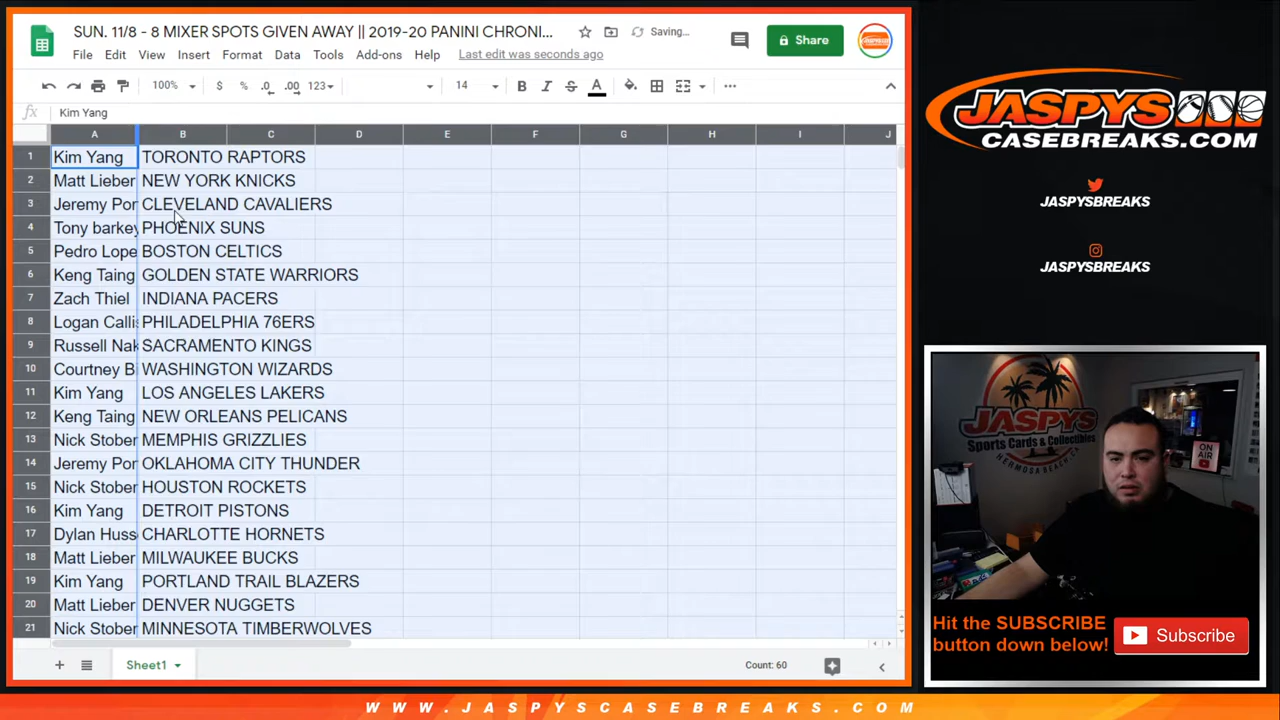 SUN. 11/8 - 8 MIXER SPOTS GIVEN AWAY || 2019-20 PANINI CHRONI...
Saving...
File Edit View Insert Format Data Tools Add-ons Help Last edit was seconds ago
Share
100% $ % .0 .00 123 14 B I S A
fx Kim Yang
A B C D E F G H I J
1 Kim Yang TORONTO RAPTORS
2 Matt Lieber NEW YORK KNICKS
3 Jeremy Por CLEVELAND CAVALIERS
4 Tony barkey PHOENIX SUNS
5 Pedro Lope BOSTON CELTICS
6 Keng Taing GOLDEN STATE WARRIORS
7 Zach Thiel INDIANA PACERS
8 Logan Callis PHILADELPHIA 76ERS
9 Russell Nak SACRAMENTO KINGS
10 Courtney B WASHINGTON WIZARDS
11 Kim Yang LOS ANGELES LAKERS
12 Keng Taing NEW ORLEANS PELICANS
13 Nick Stober MEMPHIS GRIZZLIES
14 Jeremy Por OKLAHOMA CITY THUNDER
15 Nick Stober HOUSTON ROCKETS
16 Kim Yang DETROIT PISTONS
17 Dylan Huss CHARLOTTE HORNETS
18 Matt Lieber MILWAUKEE BUCKS
19 Kim Yang PORTLAND TRAIL BLAZERS
20 Matt Lieber DENVER NUGGETS
21 Nick Stober MINNESOTA TIMBERWOLVES
Sheet1
Count: 60
JASPYS
CASEBREAKS.COM
JASPYSBREAKS
JASPYSBREAKS
JASPYS
Sports Cards & Collectibles
HERMOSA BEACH, CA
ON AIR
Hit the SUBSCRIBE
button down below!
Subscribe
WWW.JASPYSCASEBREAKS.COM